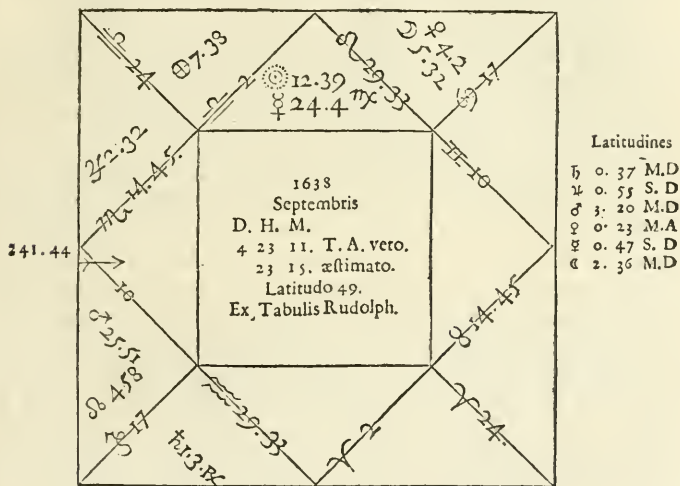 ♎ 24
⊕ 7.38
♎ 2
☉ 12.39
☿ 24.4 ♍
♌ 29.33
♀ 4.2
☽ 5.32
♋ 17
♃ 2.32
♏ 14.45.
♊ 10
241.44
10
1638
Septembris
D. H. M.
4 23 11. T. A. vero.
23 15. æstimato.
Latitudo 49.
Ex Tabulis Rudolph.
Latitudines
♄ 0. 37 M.D
♃ 0. 55 S. D
♂ 3. 20 M.D
♀ 0. 23 M.A
☿ 0. 47 S. D
☾ 2. 36 M.D
♂ 25.51
☊ 4.58
♑ 17
♄ 1.3.℞
♒ 29.33
♈ 2
♈ 24.
♉ 14.45